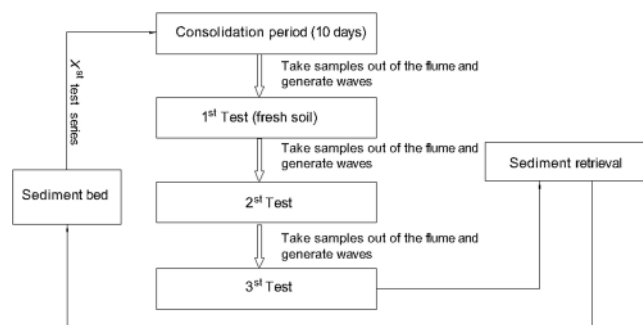 Consolidation period (10 days)
Take samples out of the flume and
generate waves
Xst test series
1st Test (fresh soil)
Take samples out of the flume and
generate waves
Sediment retrieval
Sediment bed
2st Test
Take samples out of the flume and
generate waves
3st Test